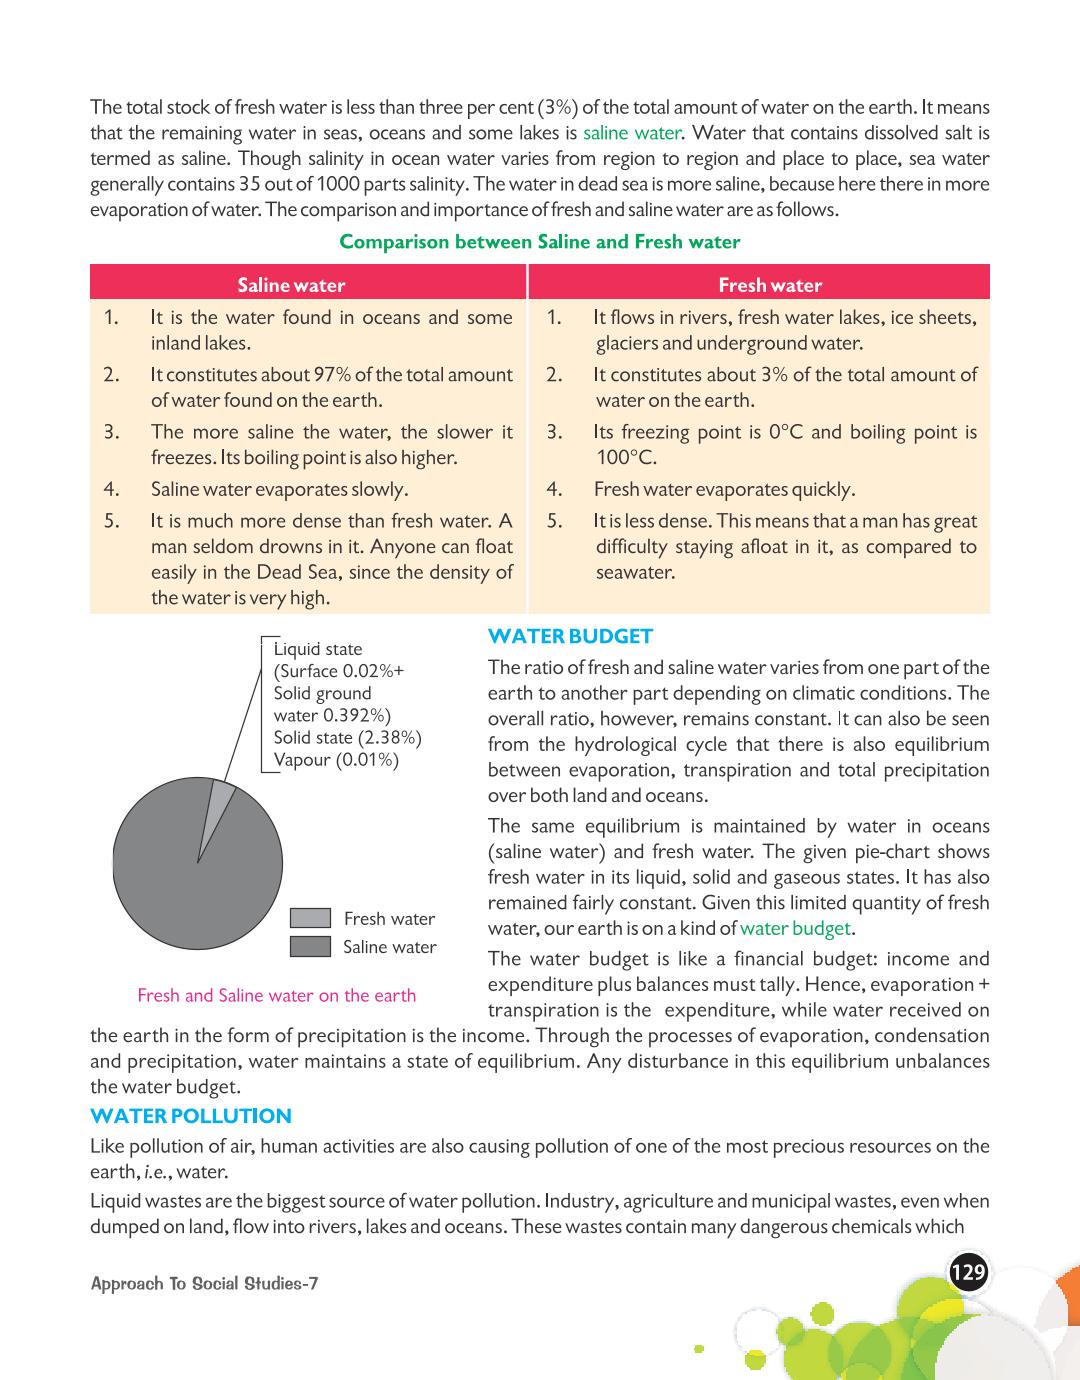 The total stock of fresh water is less than three per cent (3%) of the total amount of water on the earth. It means
that the remaining water in seas, oceans and some lakes is saline water. Water that contains dissolved salt is
termed as saline. Though salinity in ocean water varies from region to region and place to place, sea water
generally contains 35 out of 1000 parts salinity. The water in dead sea is more saline, because here there in more
evaporation of water. The comparison and importance of fresh and saline water are as follows.
Comparison between Saline and Fresh water
Saline water
1. It is the water found in oceans and some
inland lakes.
2. It constitutes about 97% of the total amount
of water found on the earth.
3. The more saline the water, the slower it
freezes. Its boiling point is also higher.
4. Saline water evaporates slowly.
5. It is much more dense than fresh water. A
man seldom drowns in it. Anyone can float
easily in the Dead Sea, since the density of
the water is very high.
Fresh water
1. It flows in rivers, fresh water lakes, ice sheets,
glaciers and underground water.
2. It constitutes about 3% of the total amount of
water on the earth.
3. Its freezing point is 0°C and boiling point is
100°C.
4. Fresh water evaporates quickly.
5. It is less dense. This means that a man has great
difficulty staying afloat in it, as compared to
seawater.
Liquid state
(Surface 0.02%+
Solid ground
water 0.392%)
Solid state (2.38%)
Vapour (0.01%)
Fresh water
Saline water
Fresh and Saline water on the earth
WATER BUDGET
The ratio of fresh and saline water varies from one part of the
earth to another part depending on climatic conditions. The
overall ratio, however, remains constant. It can also be seen
from the hydrological cycle that there is also equilibrium
between evaporation, transpiration and total precipitation
over both land and oceans.
The same equilibrium is maintained by water in oceans
(saline water) and fresh water. The given pie-chart shows
fresh water in its liquid, solid and gaseous states. It has also
remained fairly constant. Given this limited quantity of fresh
water, our earth is on a kind of water budget.
The water budget is like a financial budget: income and
expenditure plus balances must tally. Hence, evaporation +
transpiration is the expenditure, while water received on
the earth in the form of precipitation is the income. Through the processes of evaporation, condensation
and precipitation, water maintains a state of equilibrium. Any disturbance in this equilibrium unbalances
the water budget.
WATER POLLUTION
Like pollution of air, human activities are also causing pollution of one of the most precious resources on the
earth, i.e., water.
Liquid wastes are the biggest source of water pollution. Industry, agriculture and municipal wastes, even when
dumped on land, flow into rivers, lakes and oceans. These wastes contain many dangerous chemicals which
Approach To Social Studies-7
129